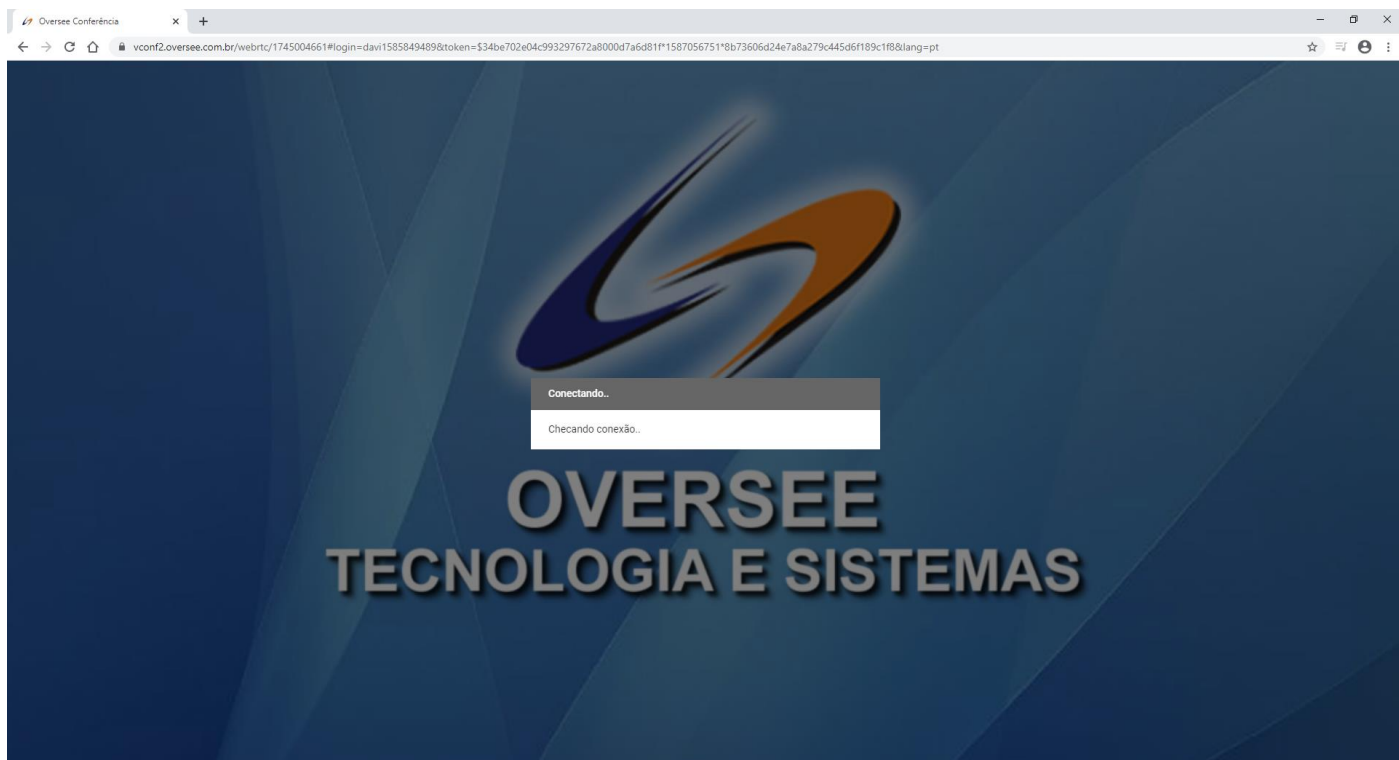 Oversee Conferência
vconf2.oversee.com.br/webrtc/1745004661#login=davi1585849489&token=$34be702e04c993297672a8000d7a6d81f*1587056751*8b73606d24e7a8a279c445d6f189c1f8&lang=pt
Conectando..
Checando conexão..
OVERSEE
TECNOLOGIA E SISTEMAS